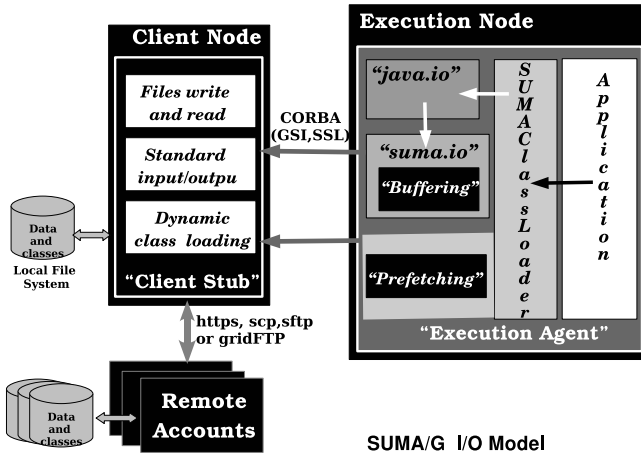 Client Node
Files write
and read
Standard
input/outpu
Dynamic
class loading
"Client Stub"
Data
and
classes
Local File
System
CORBA
(GSI,SSL)
https, scp,sftp
or gridFTP
Remote
Accounts
Data
and
classes
Execution Node
"java.io"
"suma.io"
"Buffering"
"Prefetching"
SUMAClassLoader
Application
"Execution Agent"
SUMA/G I/O Model